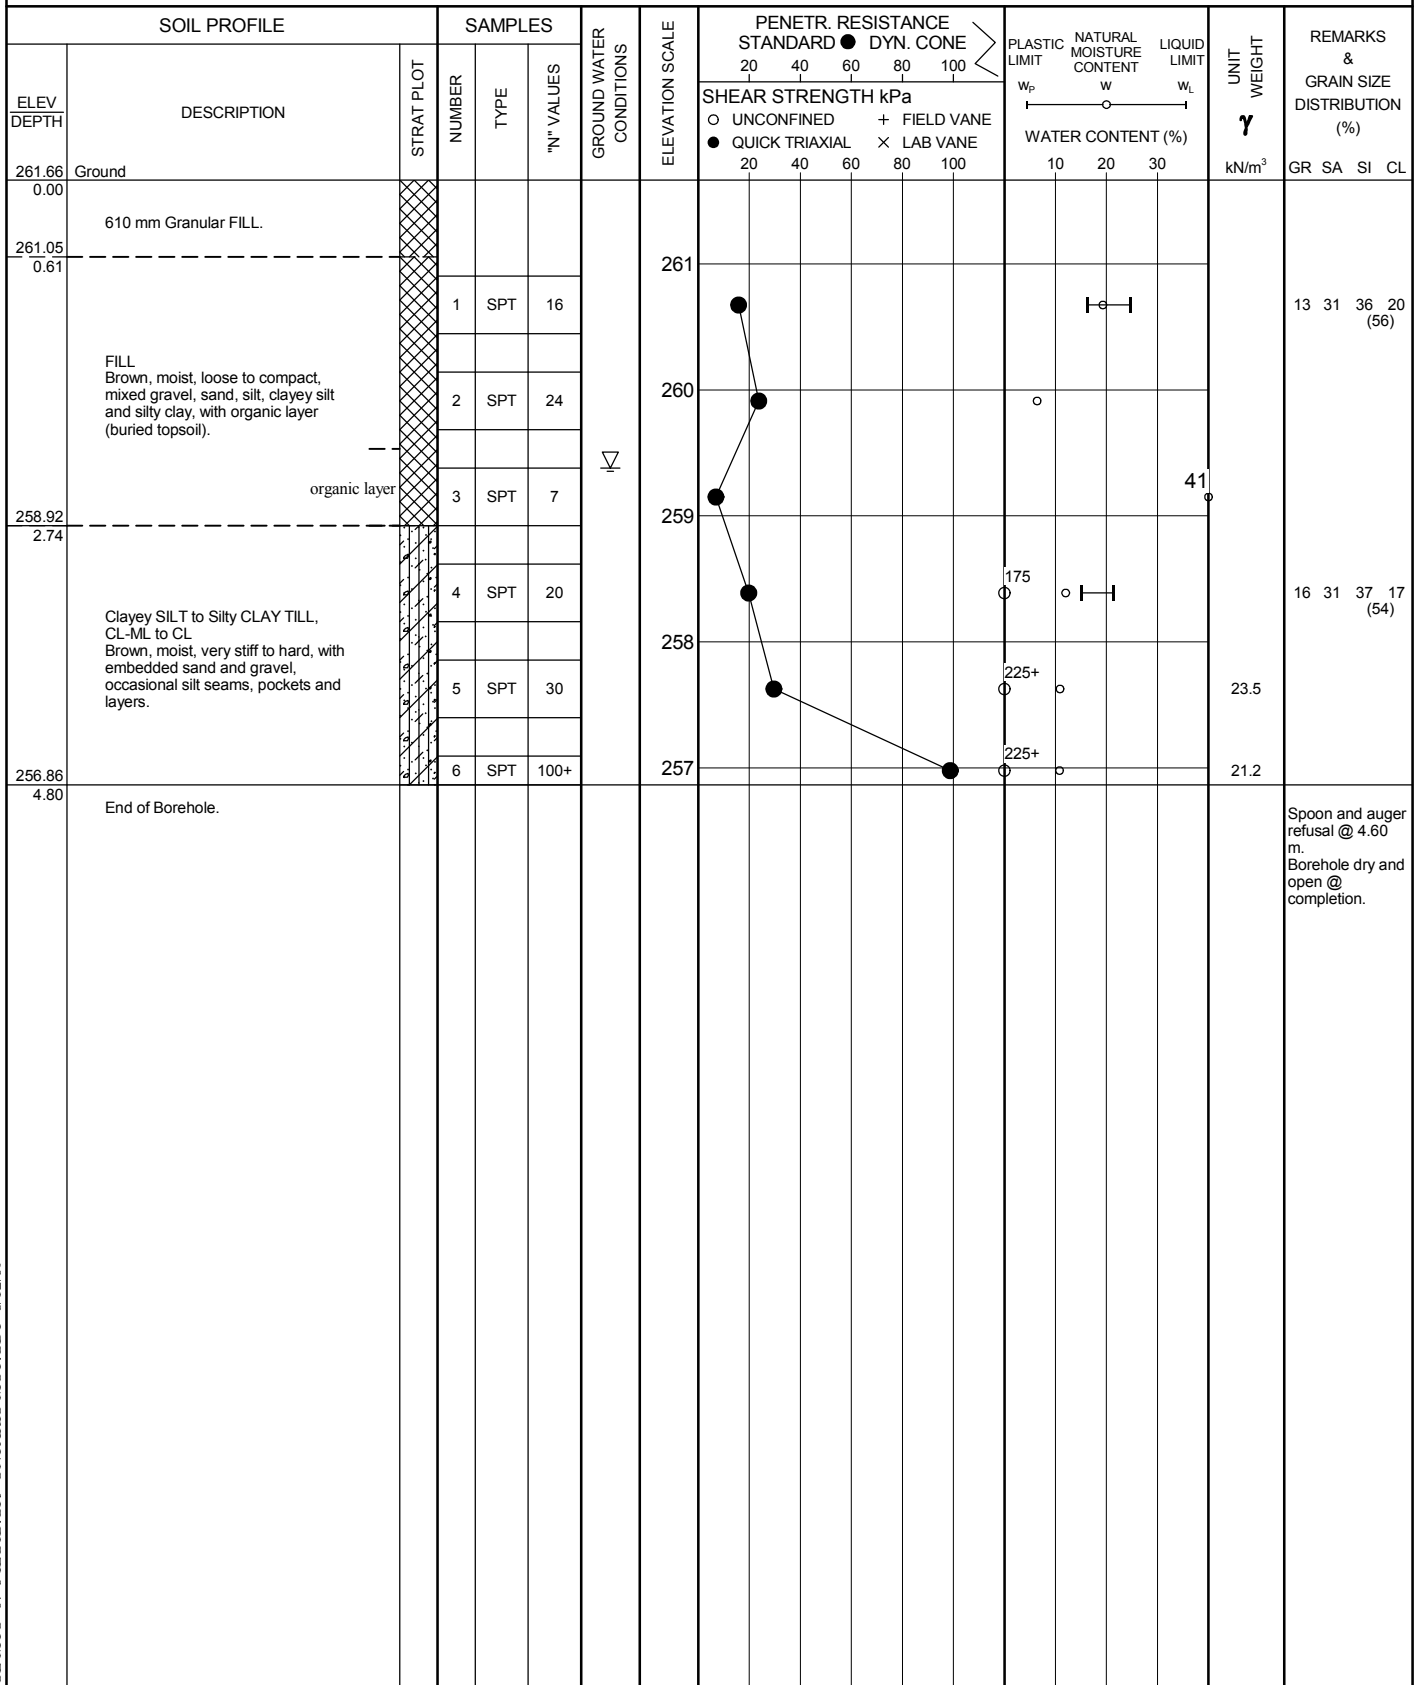 SOIL PROFILE
SAMPLES
GROUND WATER
CONDITIONS
ELEVATION SCALE
PENETR. RESISTANCE
STANDARD ● DYN. CONE
20 40 60 80 100
SHEAR STRENGTH kPa
○ UNCONFINED + FIELD VANE
● QUICK TRIAXIAL × LAB VANE
20 40 60 80 100
PLASTIC
LIMIT
NATURAL
MOISTURE
CONTENT
LIQUID
LIMIT
WP W WL
WATER CONTENT (%)
10 20 30
UNIT
WEIGHT
γ
kN/m³
REMARKS
&
GRAIN SIZE
DISTRIBUTION
(%)
GR SA SI CL
ELEV
DEPTH
DESCRIPTION
STRAT PLOT
NUMBER
TYPE
"N" VALUES
261.66 Ground
0.00
610 mm Granular FILL.
261.05
0.61
261
1 SPT 16
13 31 36 20
(56)
FILL
Brown, moist, loose to compact,
mixed gravel, sand, silt, clayey silt
and silty clay, with organic layer
(buried topsoil).
260
2 SPT 24
organic layer
3 SPT 7
41
258.92
2.74
259
4 SPT 20
175
16 31 37 17
(54)
Clayey SILT to Silty CLAY TILL,
CL-ML to CL
Brown, moist, very stiff to hard, with
embedded sand and gravel,
occasional silt seams, pockets and
layers.
258
5 SPT 30
225+
23.5
6 SPT 100+
257
225+
21.2
256.86
4.80
End of Borehole.
Spoon and auger
refusal @ 4.60
m.
Borehole dry and
open @
completion.